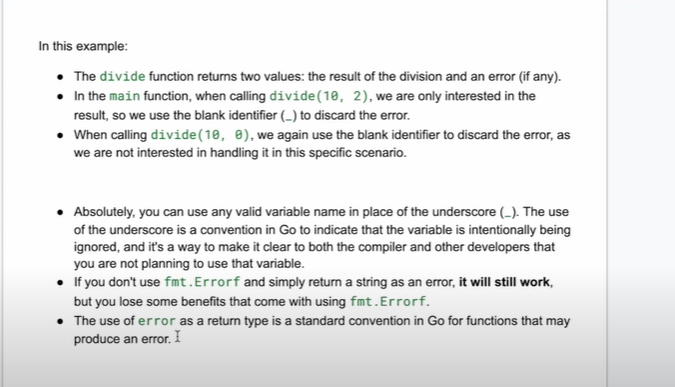 In this example:
• The divide function returns two values: the result of the division and an error (if any).
• In the main function, when calling divide(10, 2), we are only interested in the
result, so we use the blank identifier (_) to discard the error.
• When calling divide(10, 0), we again use the blank identifier to discard the error, as
we are not interested in handling it in this specific scenario.
• Absolutely, you can use any valid variable name in place of the underscore (_). The use
of the underscore is a convention in Go to indicate that the variable is intentionally being
ignored, and it's a way to make it clear to both the compiler and other developers that
you are not planning to use that variable.
• If you don't use fmt.Errorf and simply return a string as an error, it will still work,
but you lose some benefits that come with using fmt.Errorf.
• The use of error as a return type is a standard convention in Go for functions that may
produce an error.